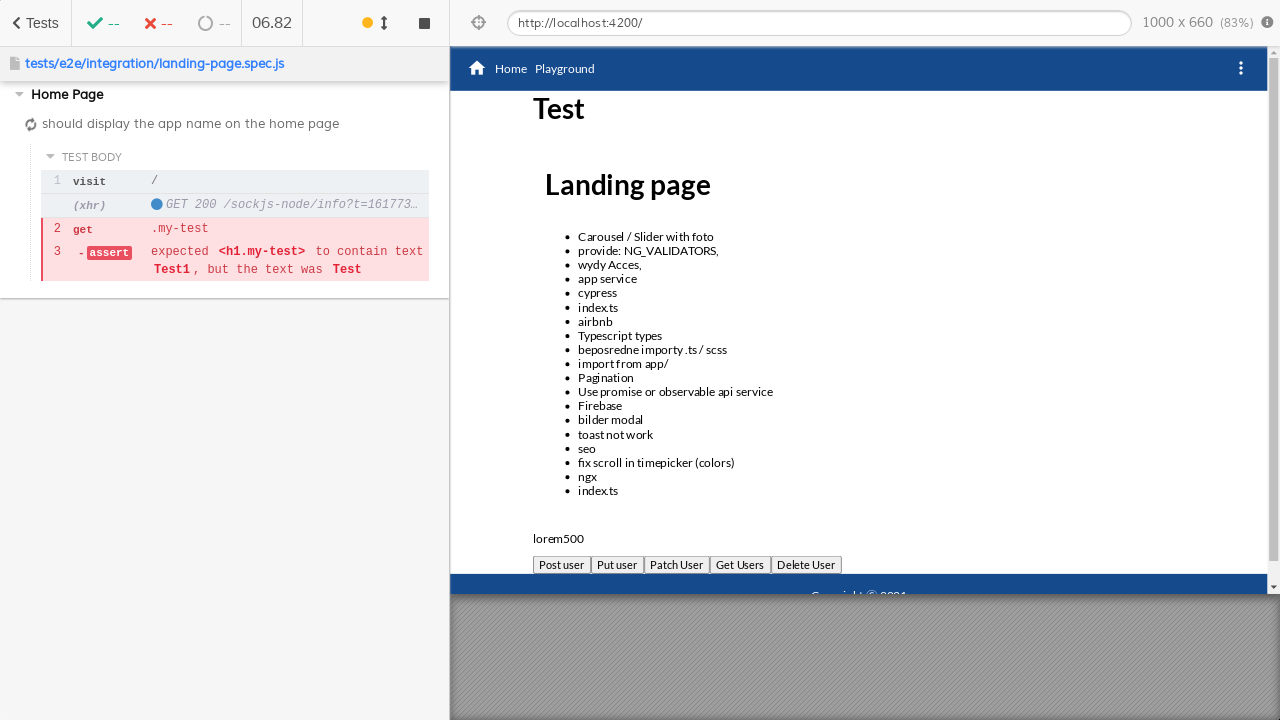 Tests
--
--
--
06.82
http://localhost:4200/
1000 x 660 (83%)
tests/e2e/integration/landing-page.spec.js
Home Page
should display the app name on the home page
TEST BODY
1 visit /
(xhr) GET 200 /sockjs-node/info?t=161773…
2 get .my-test
3 -assert expected <h1.my-test> to contain text
Test1, but the text was Test
Home Playground
Test
Landing page
Carousel / Slider with foto
provide: NG_VALIDATORS,
wydy Acces,
app service
cypress
index.ts
airbnb
Typescript types
beposredne importy .ts / scss
import from app/
Pagination
Use promise or observable api service
Firebase
bilder modal
toast not work
seo
fix scroll in timepicker (colors)
ngx
index.ts
lorem500
Post user Put user Patch User Get Users Delete User
Copyright © 2021